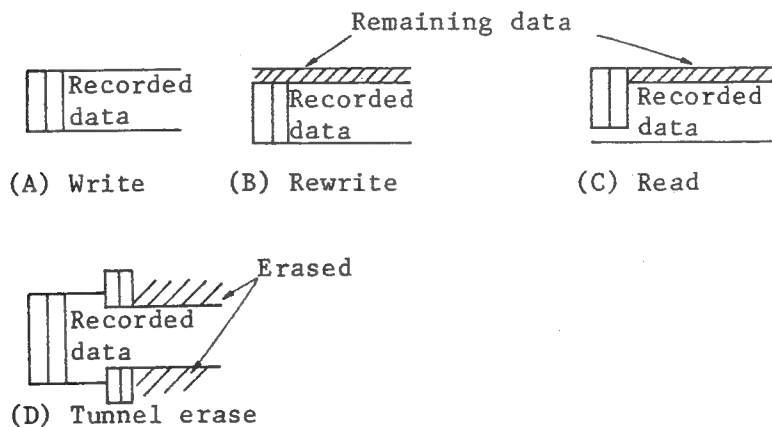 Remaining data
Recorded
data
Recorded
data
Recorded
data
(A) Write
(B) Rewrite
(C) Read
Erased
Recorded
data
(D) Tunnel erase